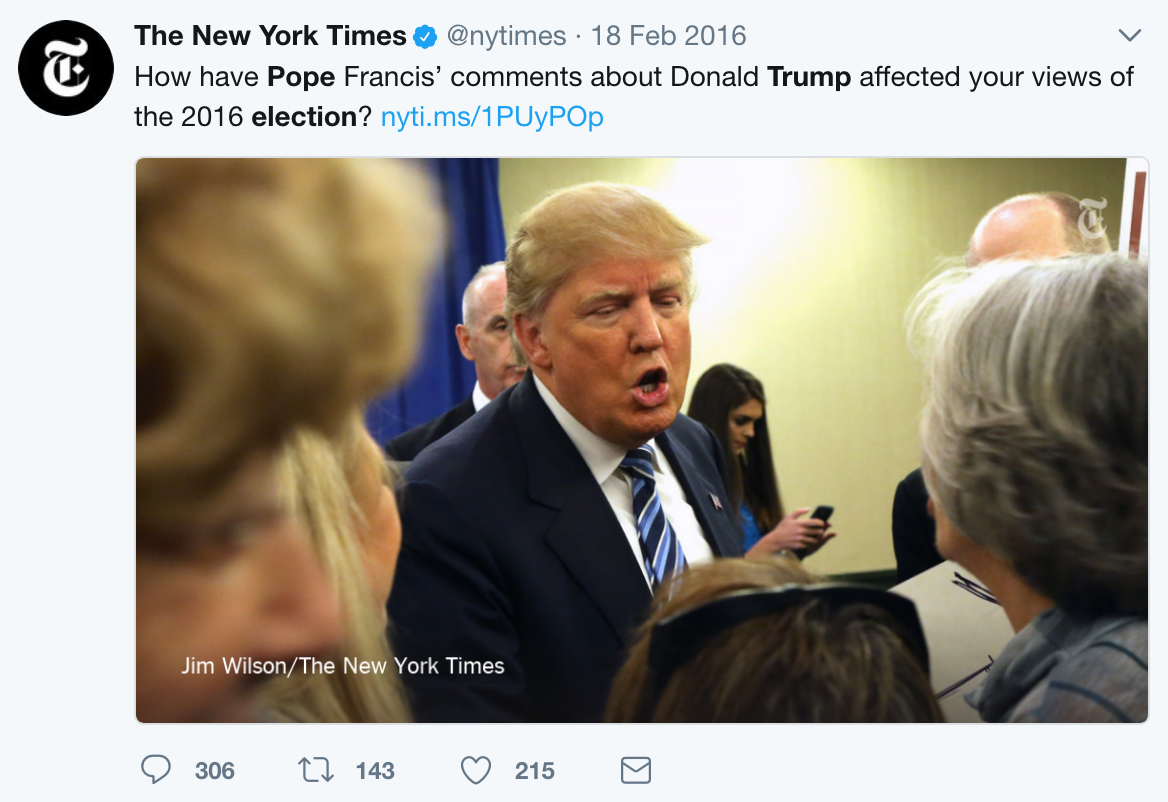 The New York Times @nytimes · 18 Feb 2016
How have Pope Francis’ comments about Donald Trump affected your views of
the 2016 election? nyti.ms/1PUyPOp
Jim Wilson/The New York Times
306 143 215